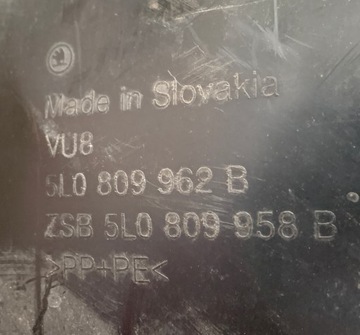 Made in Slovakia
VU8
5L0 809 962 B
ZSB 5L0 809 958 B
>PP+PE<